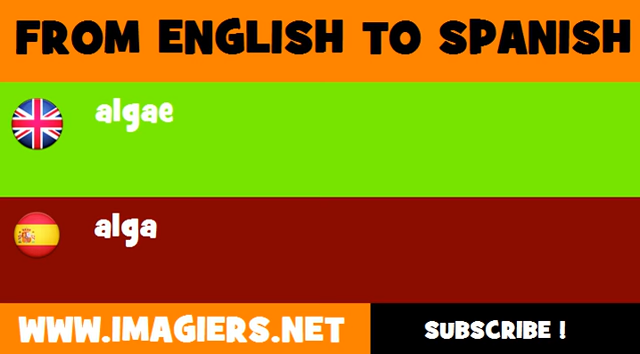 FROM ENGLISH TO SPANISH
algae
alga
WWW.IMAGIERS.NET
SUBSCRIBE !